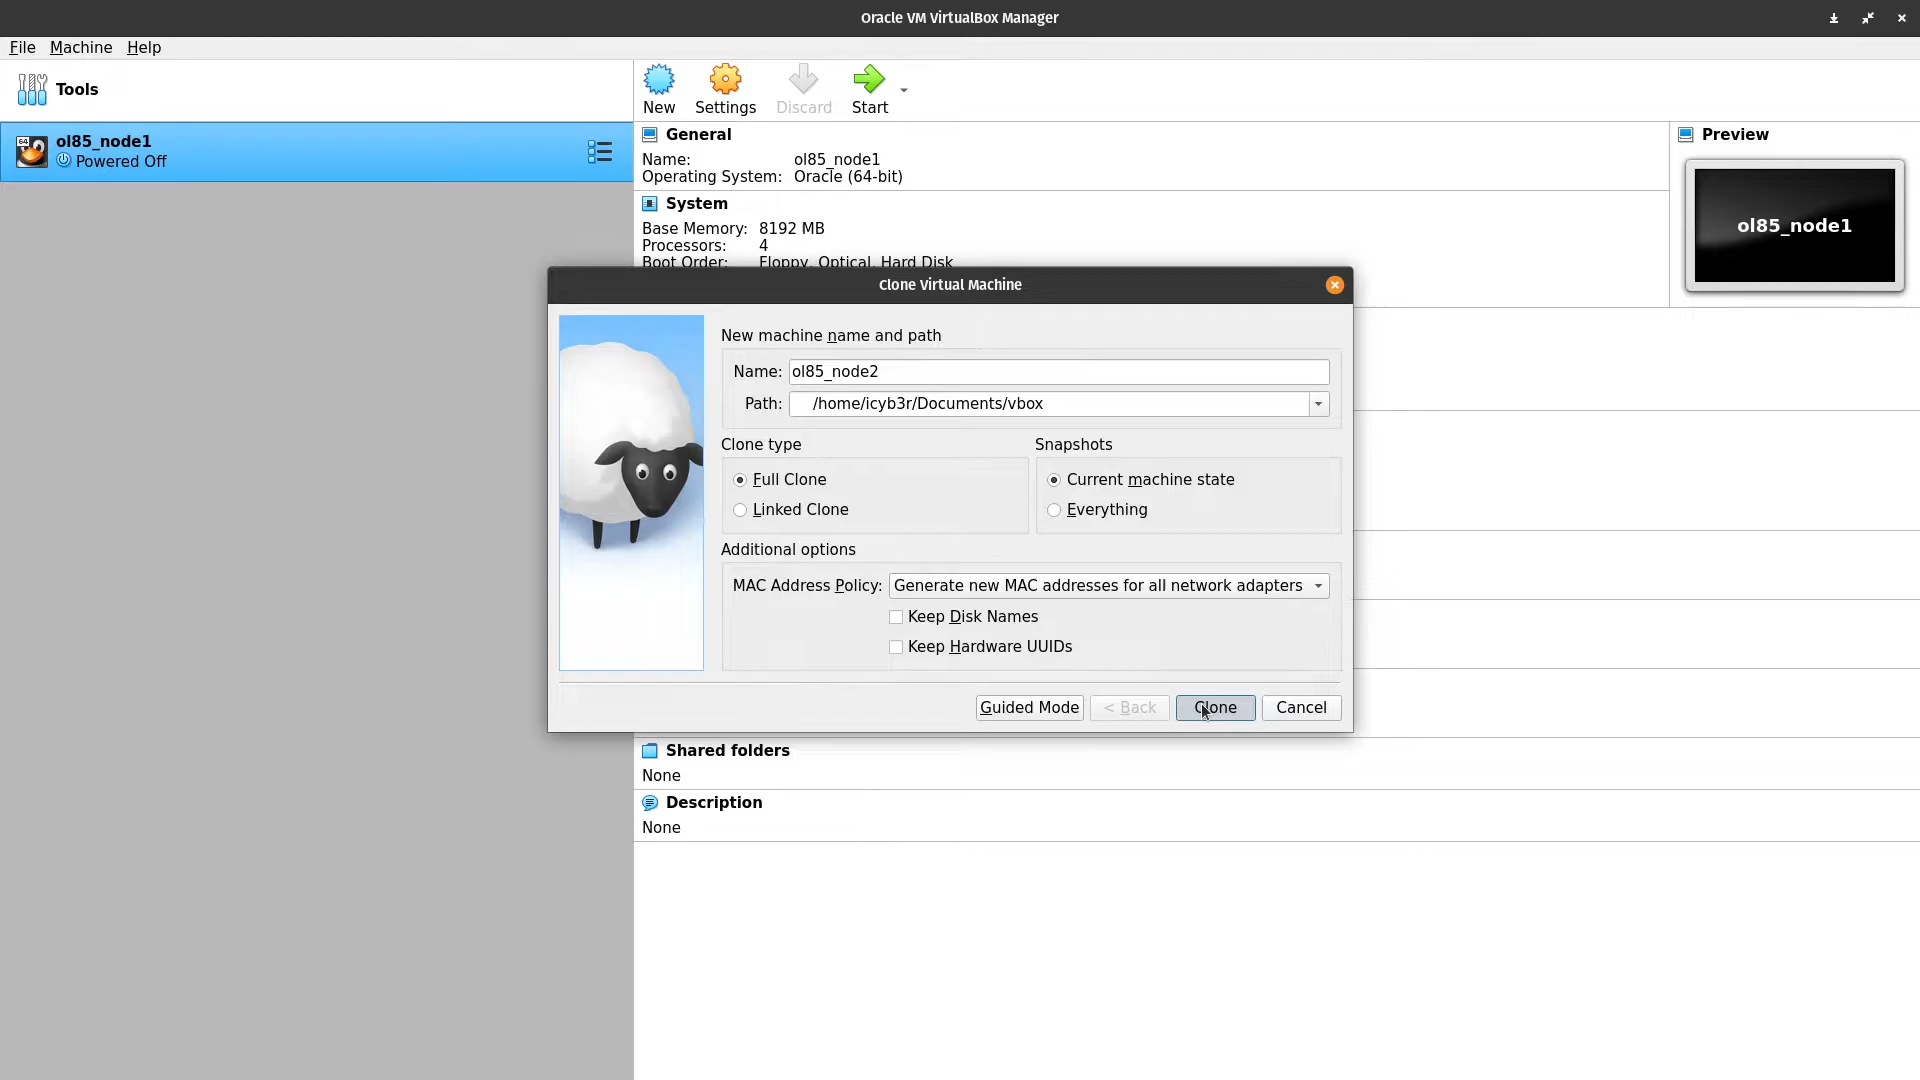 Oracle VM VirtualBox Manager
File Machine Help
Tools
New Settings Discard Start
64
ol85_node1
Powered Off
General
Name: ol85_node1
Operating System: Oracle (64-bit)
System
Base Memory: 8192 MB
Processors: 4
Boot Order: Floppy, Optical, Hard Disk
Preview
ol85_node1
Clone Virtual Machine
New machine name and path
Name: ol85_node2
Path: /home/icyb3r/Documents/vbox
Clone type
Full Clone
Linked Clone
Snapshots
Current machine state
Everything
Additional options
MAC Address Policy: Generate new MAC addresses for all network adapters
Keep Disk Names
Keep Hardware UUIDs
Guided Mode < Back Clone Cancel
Shared folders
None
Description
None